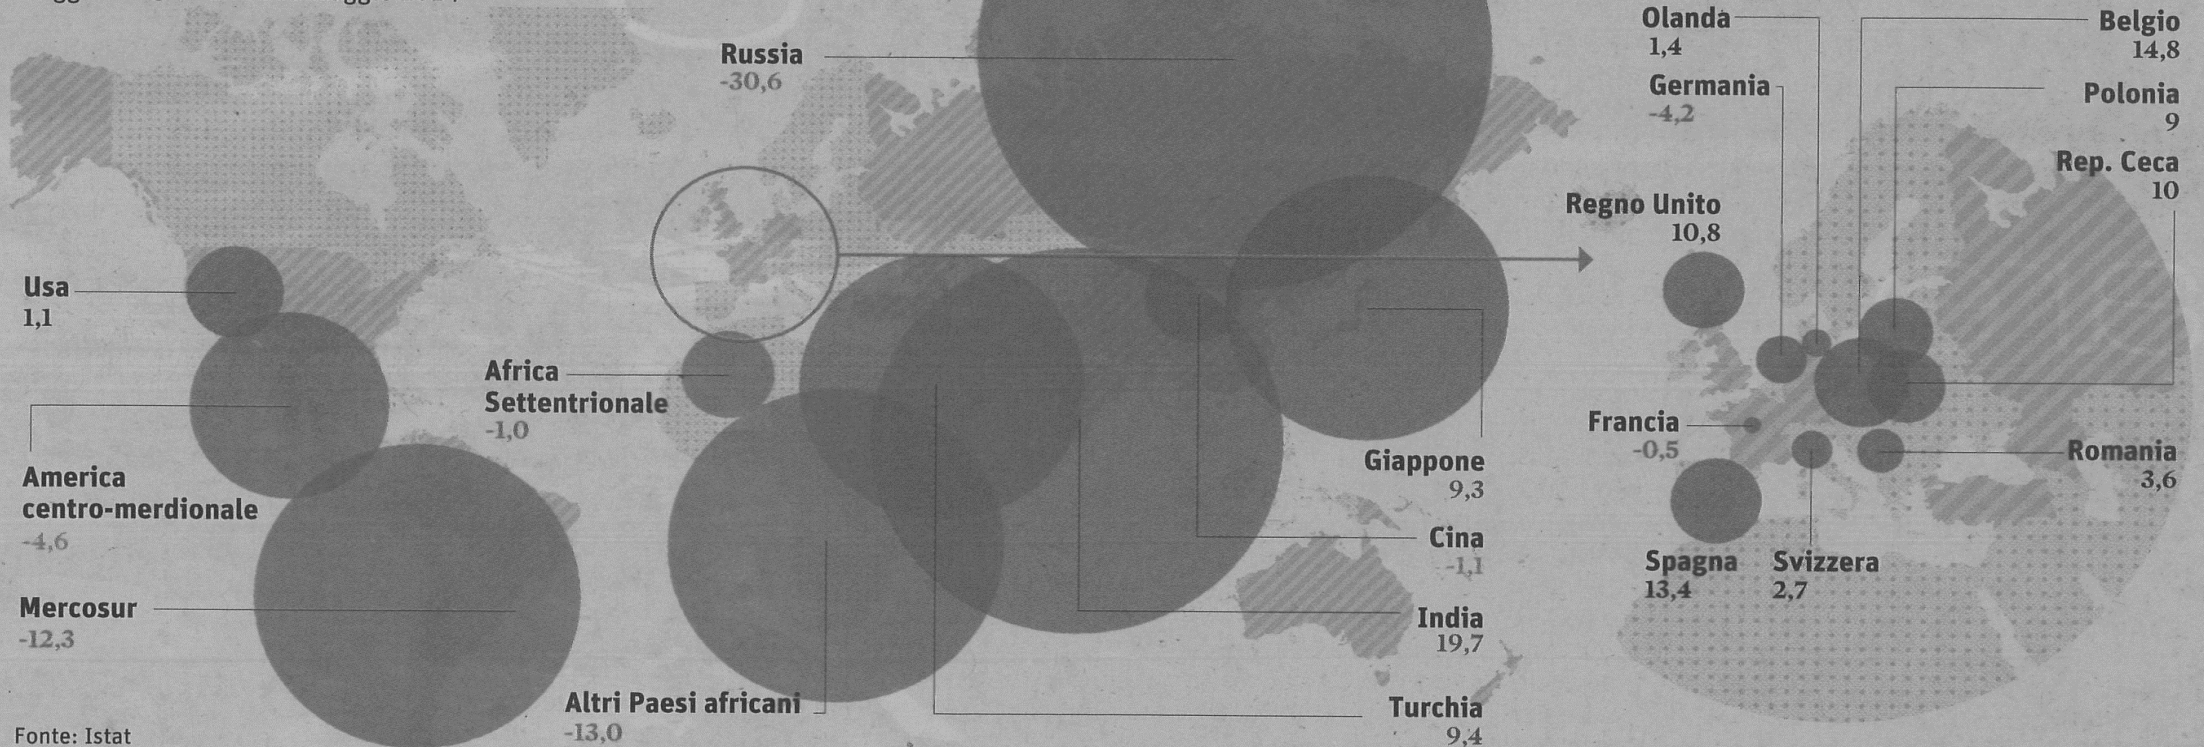 Russia
-30,6
Usa
1,1
America
centro-merdionale
-4,6
Mercosur
-12,3
Africa
Settentrionale
-1,0
Altri Paesi africani
-13,0
Giappone
9,3
Cina
-1,1
India
19,7
Turchia
9,4
Olanda
1,4
Germania
-4,2
Regno Unito
10,8
Francia
-0,5
Spagna
13,4
Svizzera
2,7
Belgio
14,8
Polonia
9
Rep. Ceca
10
Romania
3,6
Fonte: Istat